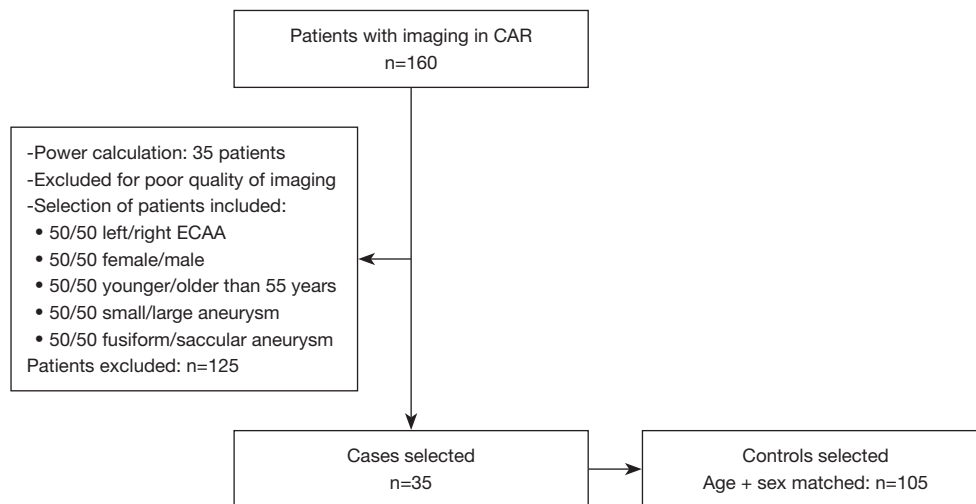 Patients with imaging in CAR
n=160
-Power calculation: 35 patients
-Excluded for poor quality of imaging
-Selection of patients included:
• 50/50 left/right ECAA
• 50/50 female/male
• 50/50 younger/older than 55 years
• 50/50 small/large aneurysm
• 50/50 fusiform/saccular aneurysm
Patients excluded: n=125
Cases selected
n=35
Controls selected
Age + sex matched: n=105